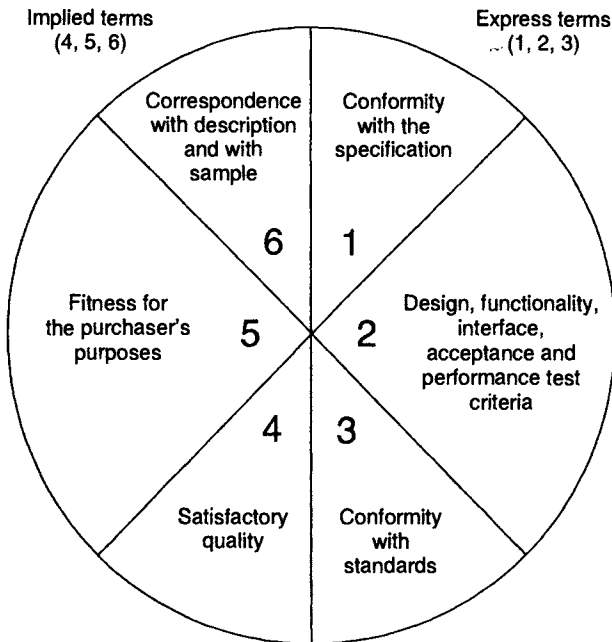 Implied terms
(4, 5, 6)
Express terms
(1, 2, 3)
Correspondence
with description
and with
sample
6
Conformity
with the
specification
1
Fitness for
the purchaser's
purposes
5
2
Design, functionality,
interface,
acceptance and
performance test
criteria
4
Satisfactory
quality
3
Conformity
with
standards